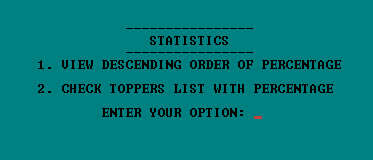 STATISTICS
1. VIEW DESCENDING ORDER OF PERCENTAGE
2. CHECK TOPPERS LIST WITH PERCENTAGE
ENTER YOUR OPTION: